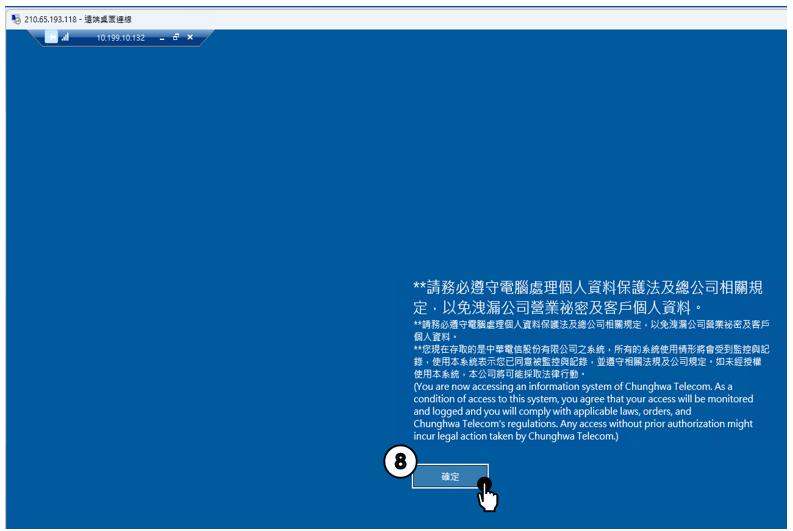 210.65.193.118 - 遠端桌面連線
10.199.10.132
**請務必遵守電腦處理個人資料保護法及總公司相關規
定，以免洩漏公司營業祕密及客戶個人資料。
**請務必遵守電腦處理個人資料保護法及總公司相關規定，以免洩漏公司營業祕密及客戶
個人資料。
**您現在存取的是中華電信股份有限公司之系統，所有的系統使用情形將會受到監控與記
錄，使用本系統表示您已同意被監控與記錄，並遵守相關法規及公司規定。如未經授權
使用本系統，本公司將可能採取法律行動。
(You are now accessing an information system of Chunghwa Telecom. As a
condition of access to this system, you agree that your access will be monitored
and logged and you will comply with applicable laws, orders, and
Chunghwa Telecom's regulations. Any access without prior authorization might
incur legal action taken by Chunghwa Telecom.)
8
確定